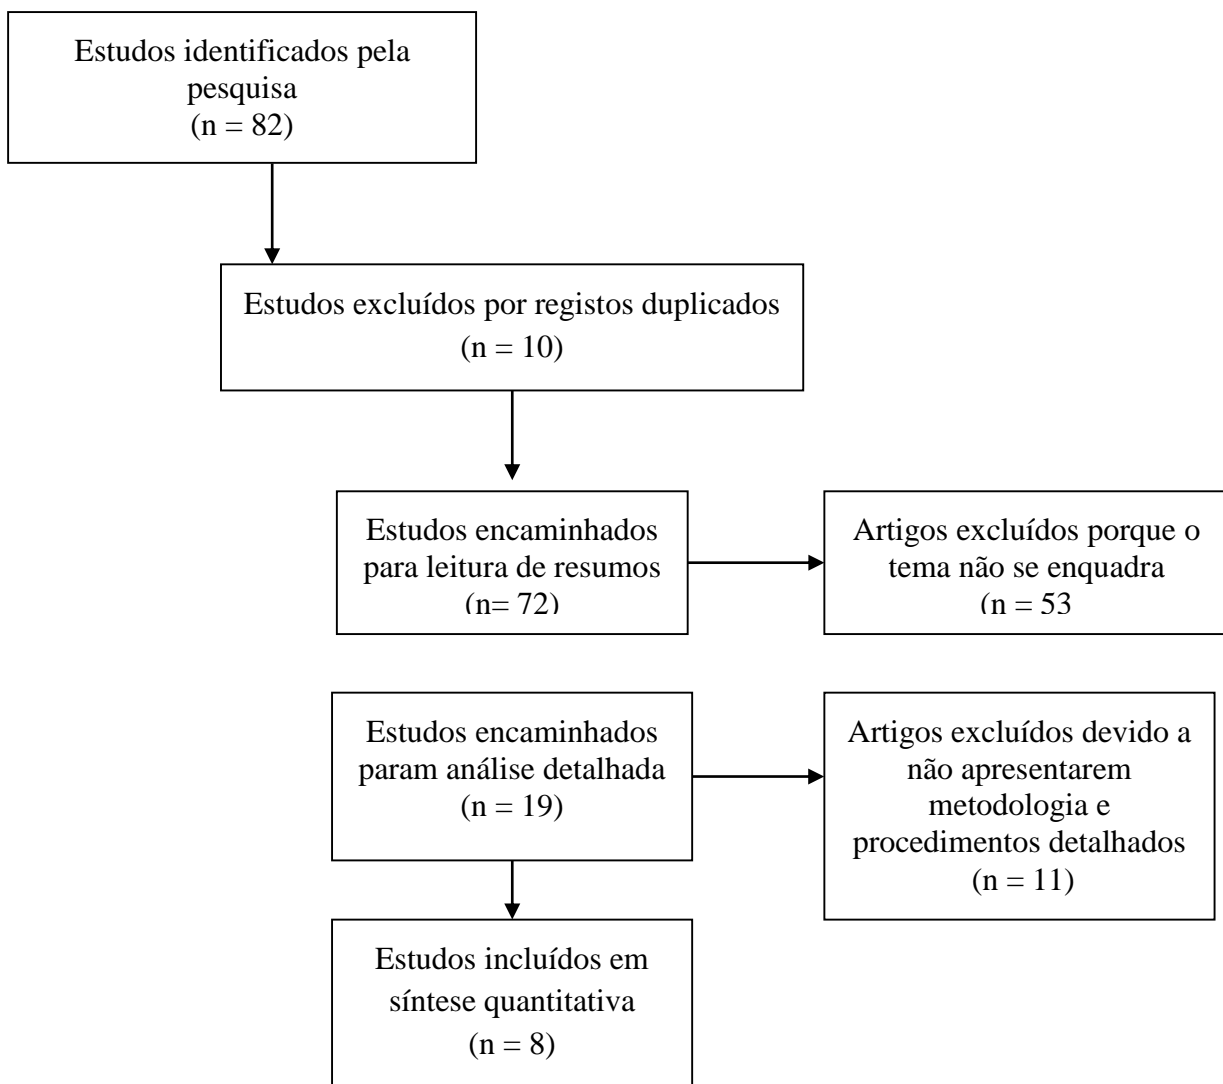 Estudos identificados pela
pesquisa
(n = 82)
Estudos excluídos por registos duplicados
(n = 10)
Estudos encaminhados
para leitura de resumos
(n= 72)
Artigos excluídos porque o
tema não se enquadra
(n = 53
Estudos encaminhados
param análise detalhada
(n = 19)
Artigos excluídos devido a
não apresentarem
metodologia e
procedimentos detalhados
(n = 11)
Estudos incluídos em
síntese quantitativa
(n = 8)